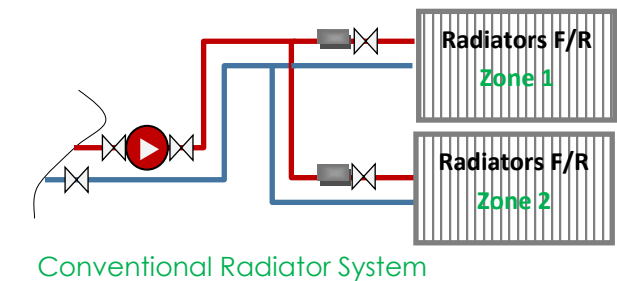 Radiators F/R
Zone 1
Radiators F/R
Zone 2
Conventional Radiator System